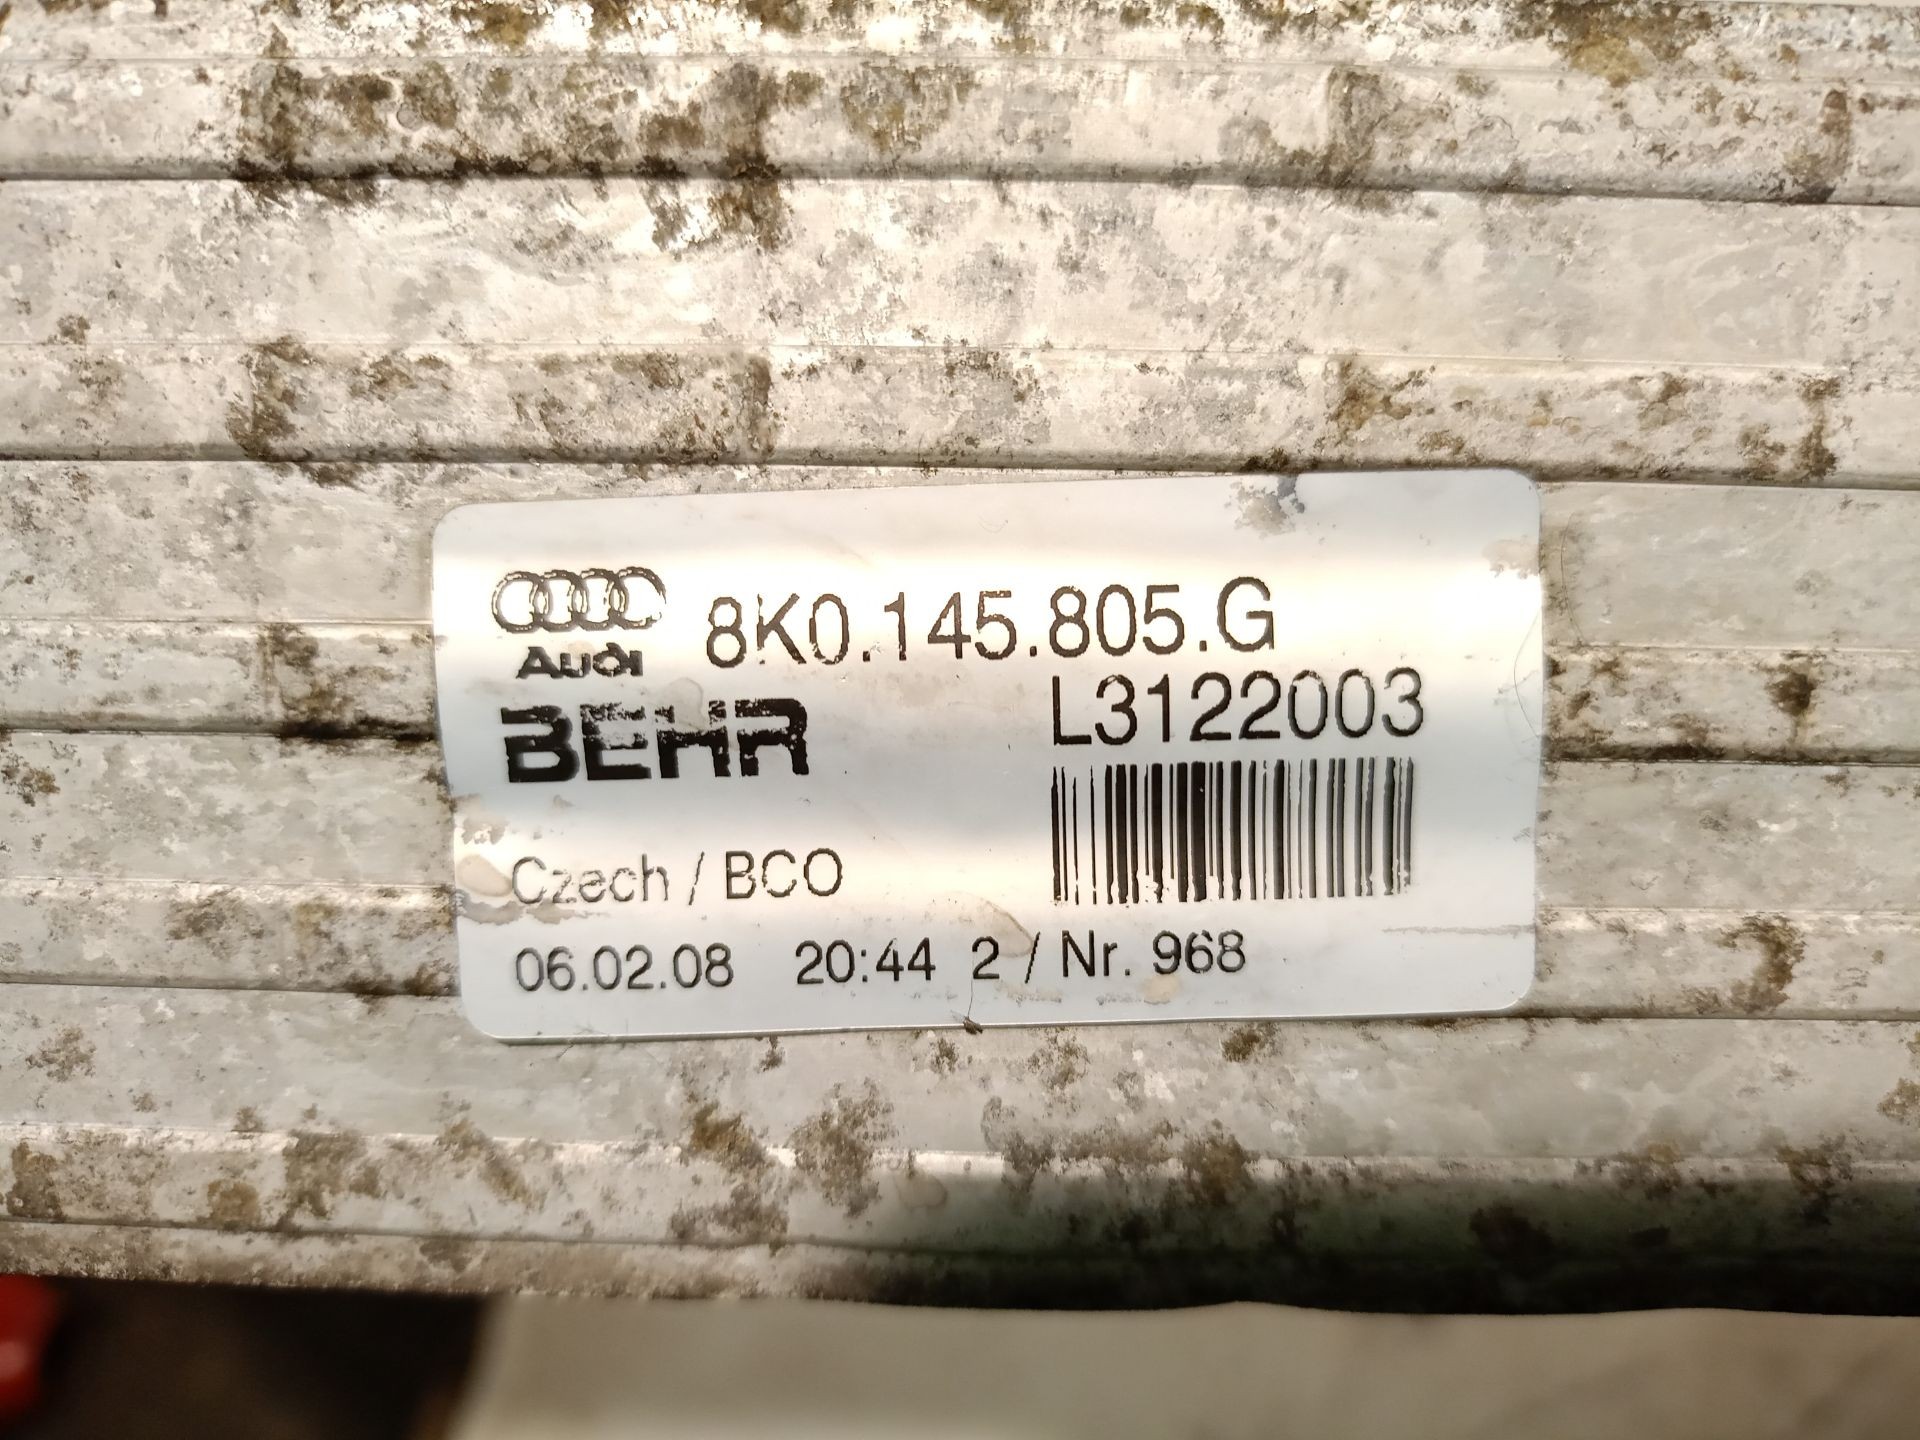 Audi 8K0.145.805.G
BEHR L3122003
Czech / BCO
06.02.08 20:44 2 / Nr. 968